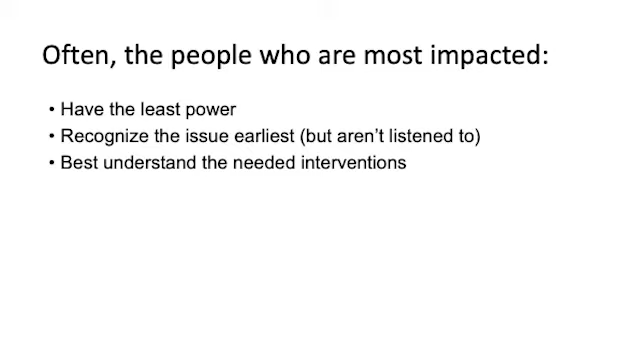 Often, the people who are most impacted:
• Have the least power
• Recognize the issue earliest (but aren't listened to)
• Best understand the needed interventions